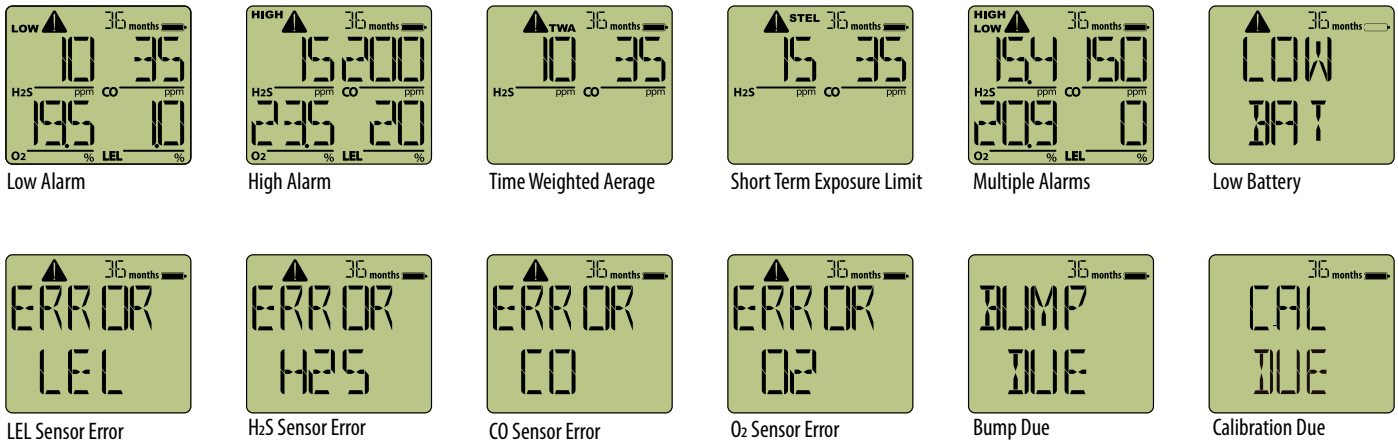 LOW 36 months
10 35
H2S ppm CO ppm
19.5 1.0
O2 % LEL %
Low Alarm
HIGH 36 months
15 200
H2S ppm CO ppm
23.5 20
O2 % LEL %
High Alarm
TWA 36 months
10 35
H2S ppm CO ppm
Time Weighted Aerage
STEL 36 months
15 35
H2S ppm CO ppm
Short Term Exposure Limit
HIGH
LOW 36 months
15.4 150
H2S ppm CO ppm
20.9 0
O2 % LEL %
Multiple Alarms
36 months
LOW
BAT
Low Battery
36 months
ERROR
LEL
LEL Sensor Error
36 months
ERROR
H2S
H2S Sensor Error
36 months
ERROR
CO
CO Sensor Error
36 months
ERROR
O2
O2 Sensor Error
36 months
BUMP
DUE
Bump Due
36 months
CAL
DUE
Calibration Due